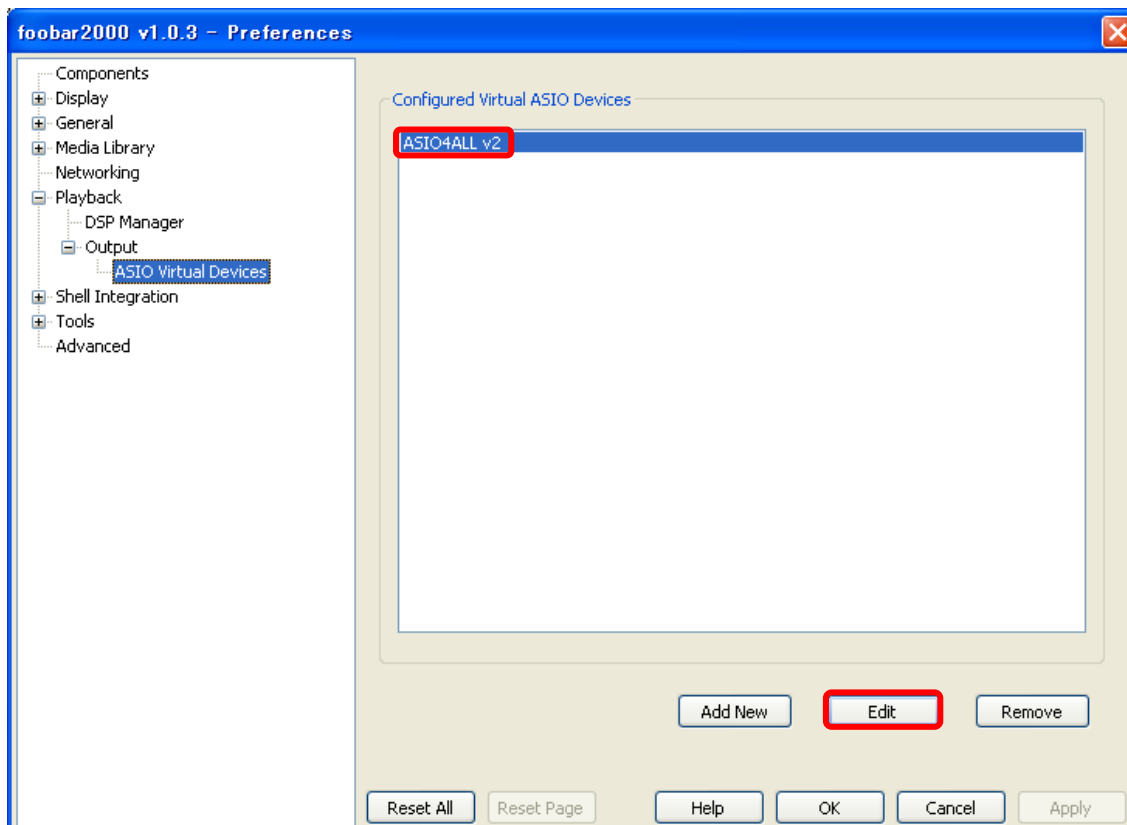 foobar2000 v1.0.3 - Preferences
Components
Display
General
Media Library
Networking
Playback
DSP Manager
Output
ASIO Virtual Devices
Shell Integration
Tools
Advanced
Configured Virtual ASIO Devices
ASIO4ALL v2
Add New
Edit
Remove
Reset All
Reset Page
Help
OK
Cancel
Apply